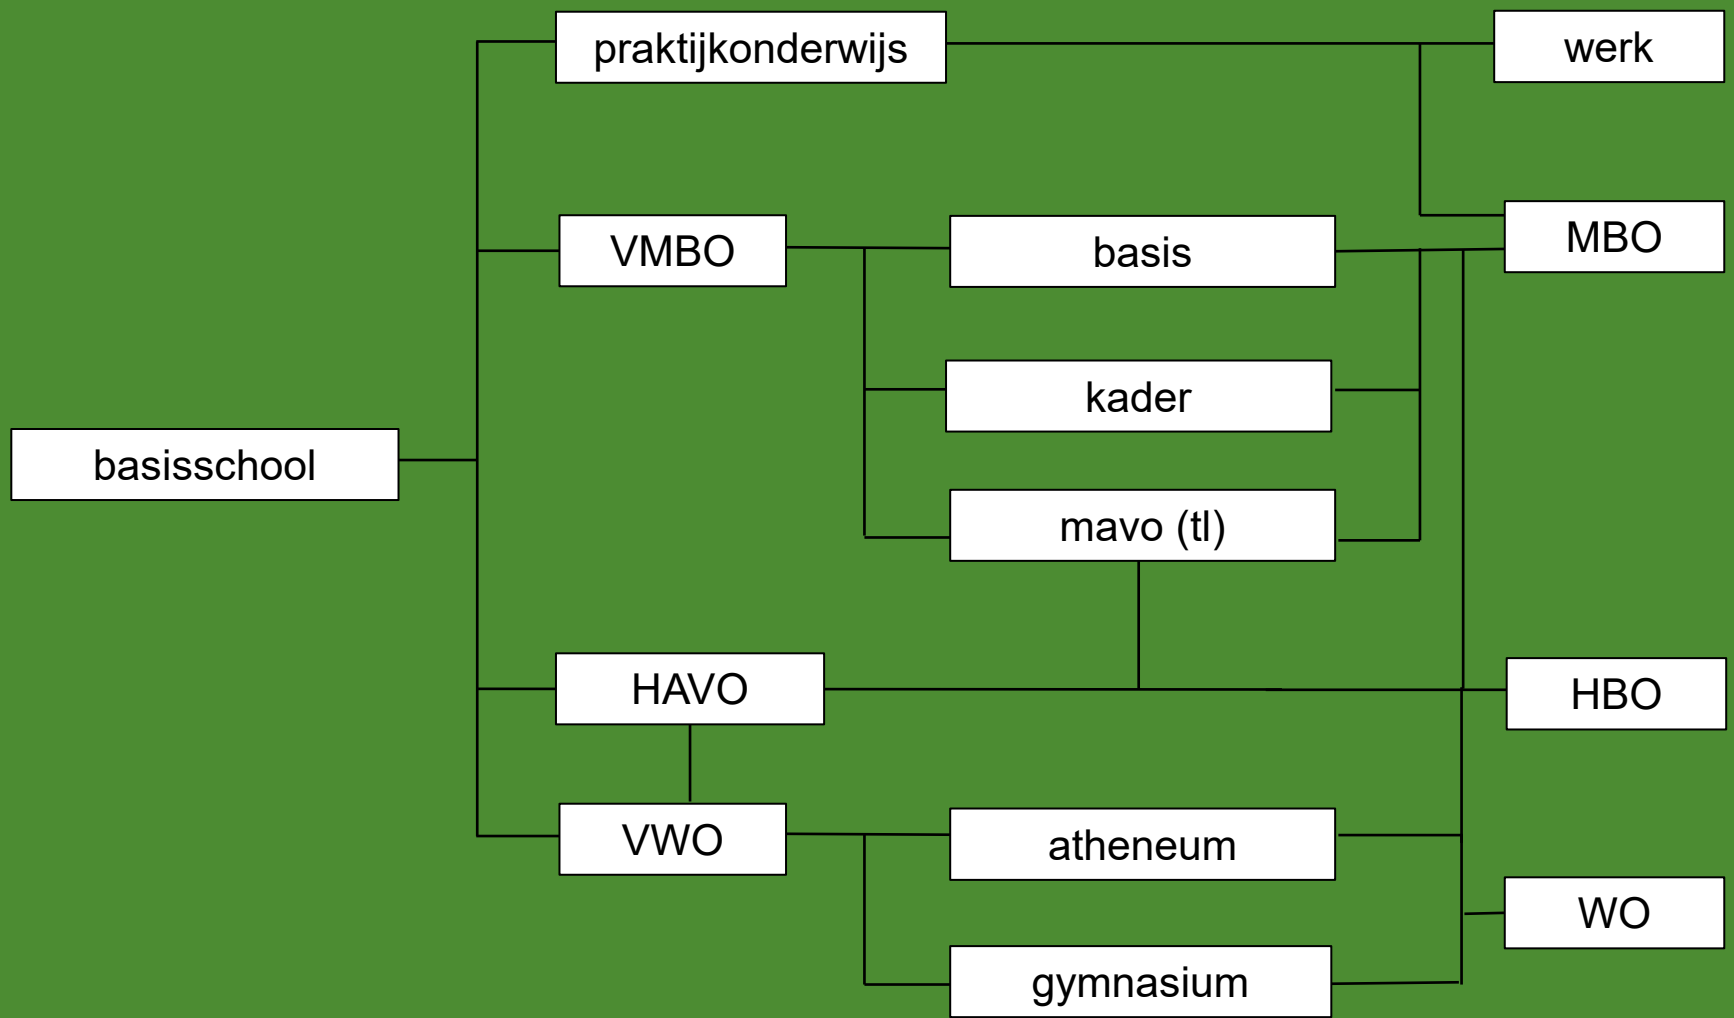 praktijkonderwijs
werk
VMBO
basis
MBO
kader
basisschool
mavo (tl)
HAVO
HBO
VWO
atheneum
WO
gymnasium